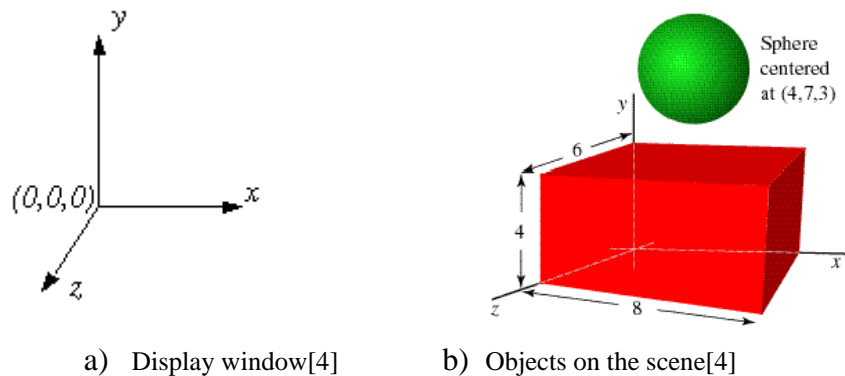 y
(0,0,0)
x
z
Sphere
centered
at (4,7,3)
y
6
4
x
z
8
a) Display window[4]
b) Objects on the scene[4]